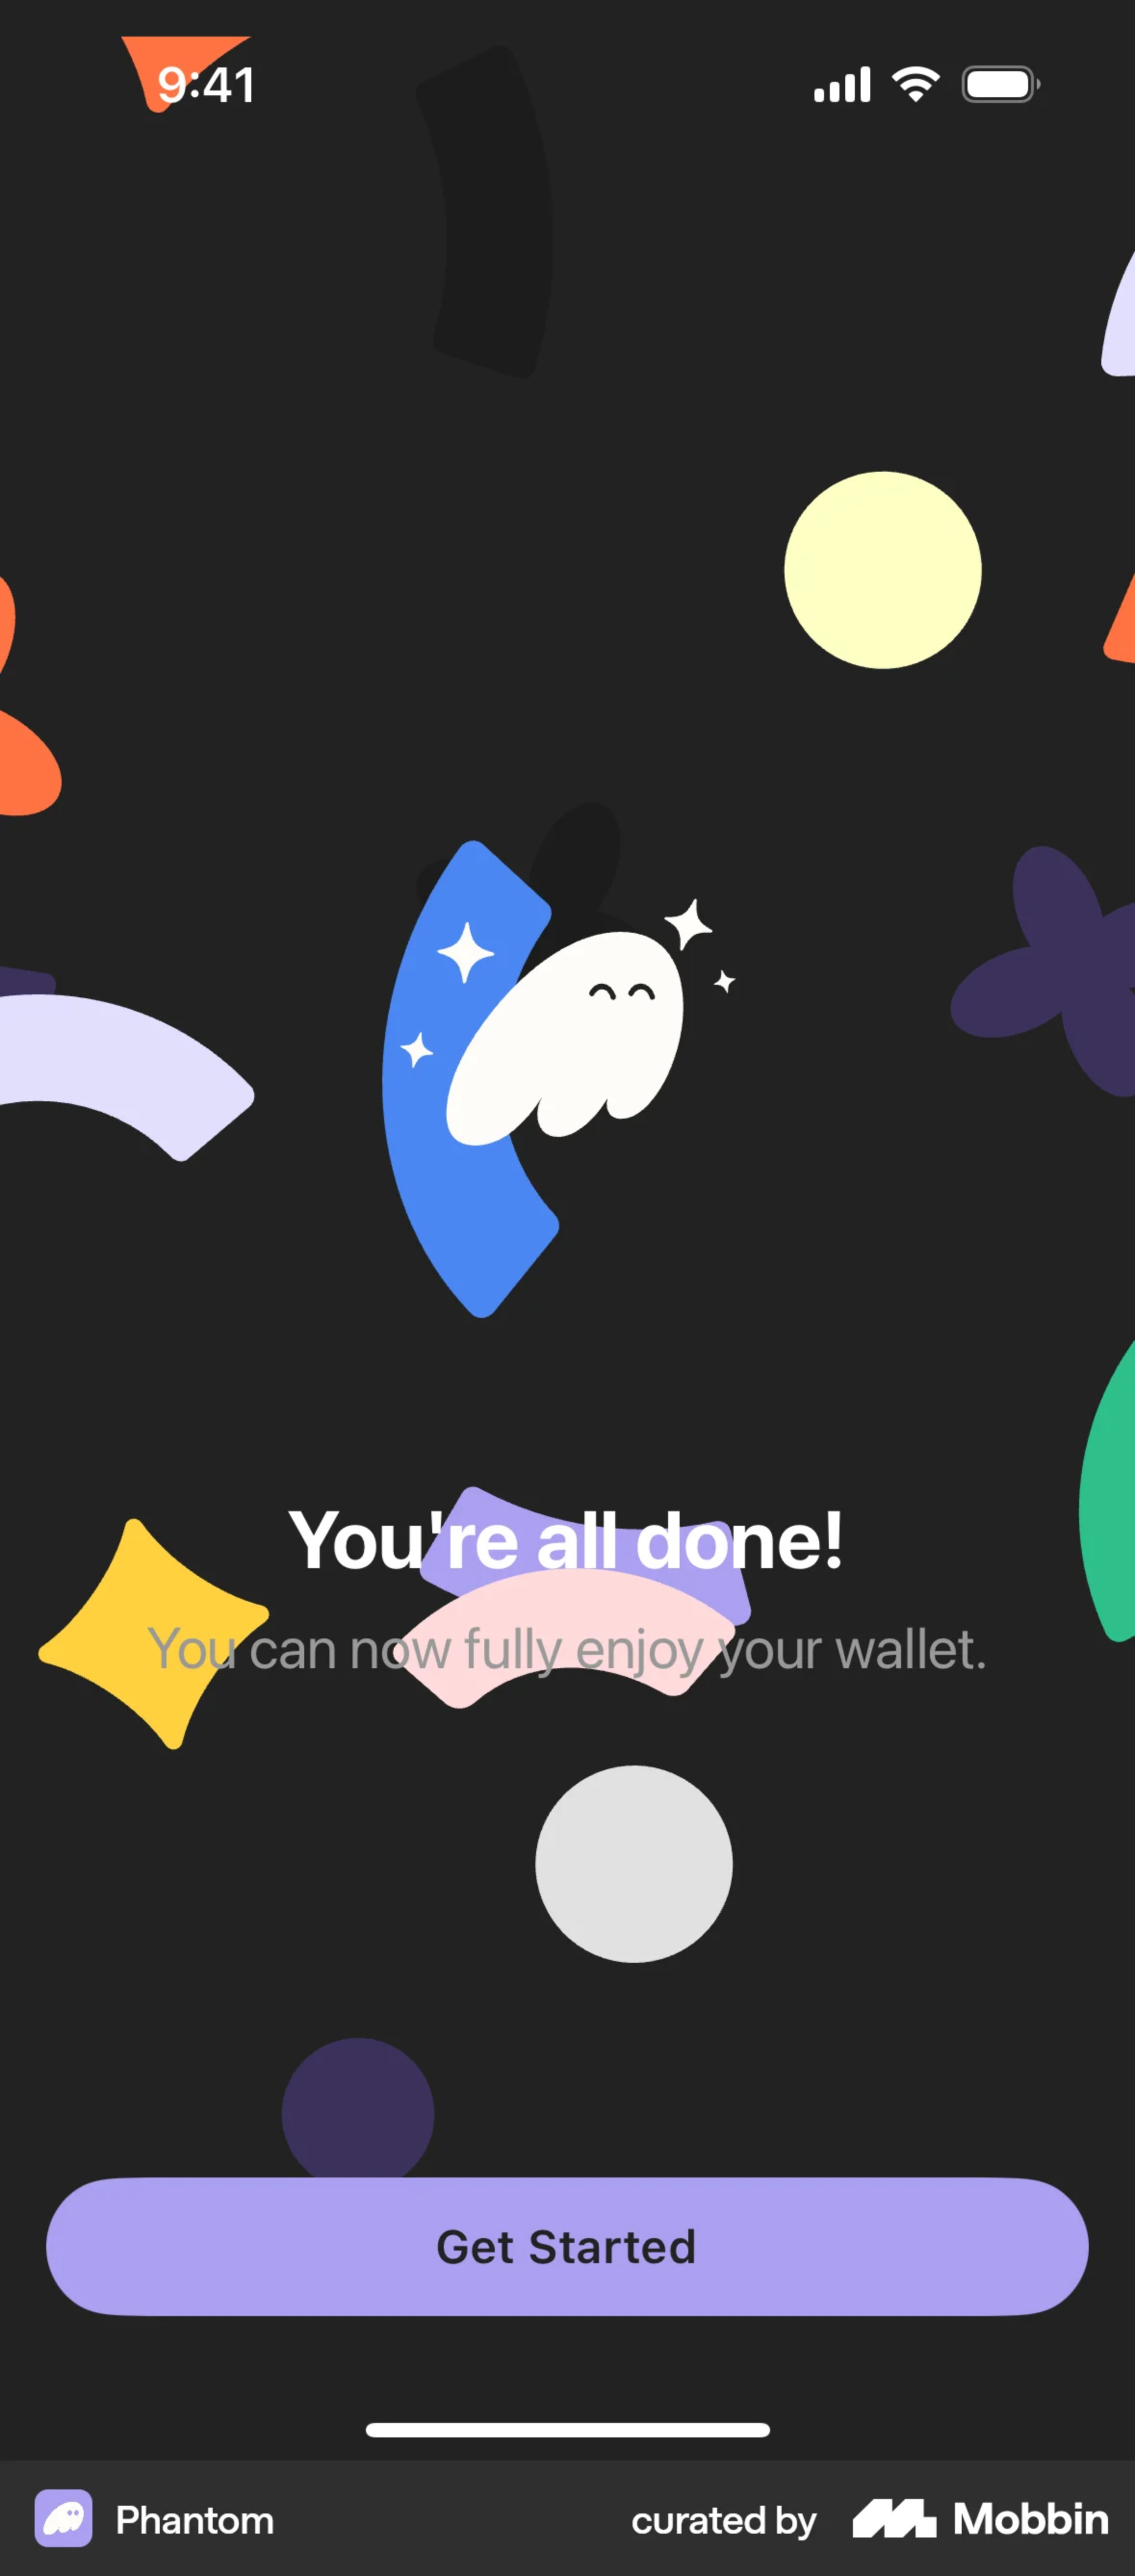 9:41
You're all done!
You can now fully enjoy your wallet.
Get Started
Phantom
curated by Mobbin